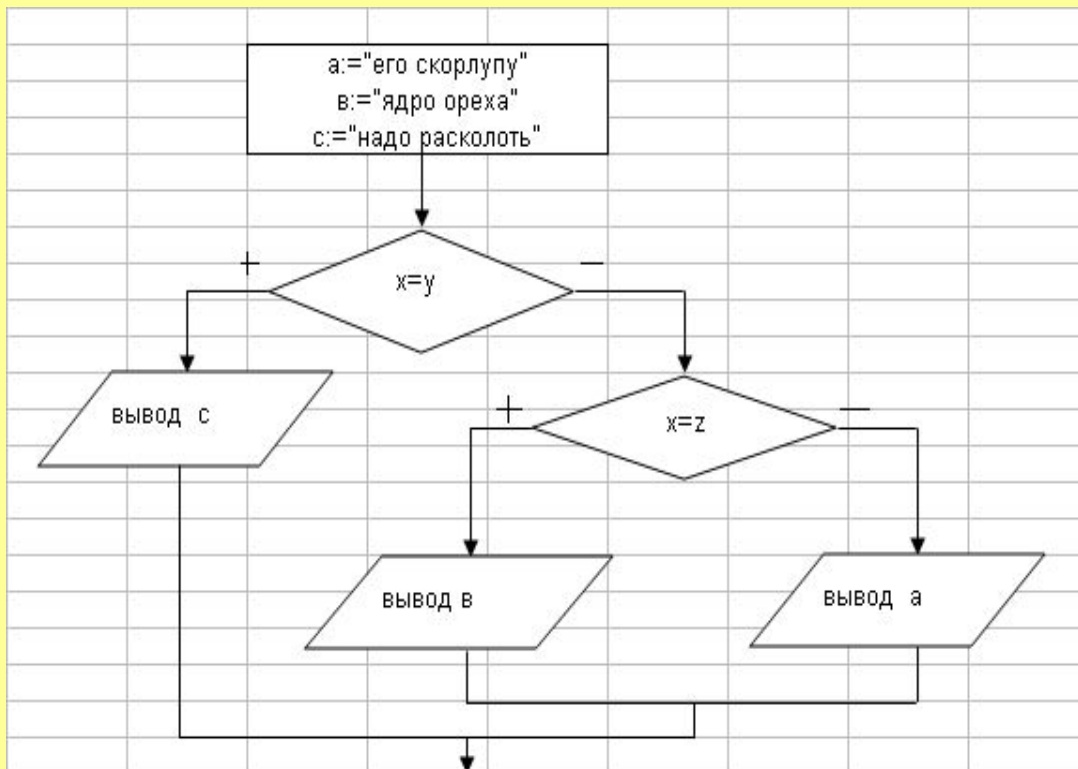 a:="его скорлупу"
в:="ядро ореха"
с:="надо расколоть"
+
x=y
—
вывод с
+
x=z
—
вывод в
вывод а